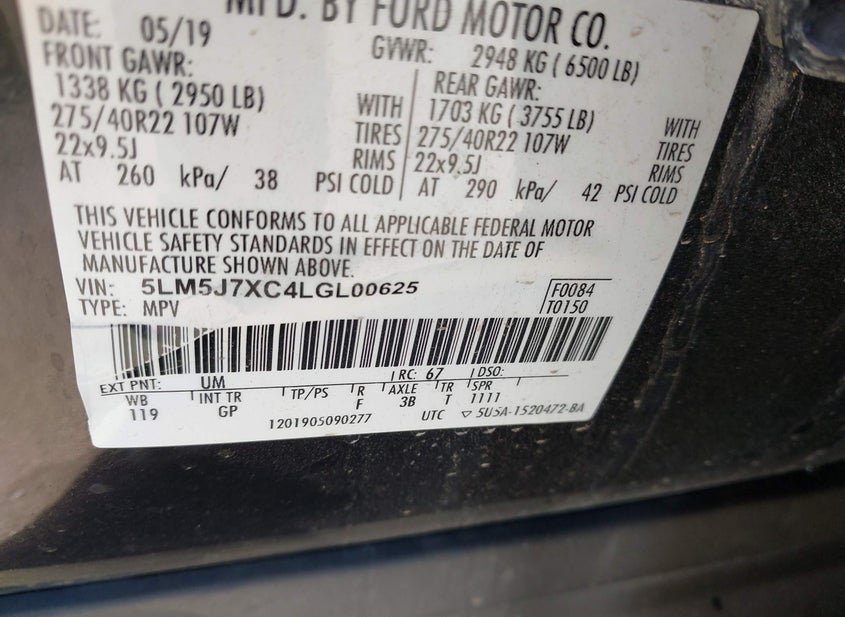 MFD. BY FORD MOTOR CO.
DATE: 05/19
GVWR: 2948 KG ( 6500 LB)
FRONT GAWR:
1338 KG ( 2950 LB)
WITH
275/40R22 107W
TIRES
22x9.5J
RIMS
AT 260 kPa/ 38 PSI COLD
REAR GAWR:
1703 KG ( 3755 LB)
WITH
275/40R22 107W
TIRES
22x9.5J
RIMS
AT 290 kPa/ 42 PSI COLD
THIS VEHICLE CONFORMS TO ALL APPLICABLE FEDERAL MOTOR
VEHICLE SAFETY STANDARDS IN EFFECT ON THE DATE OF
MANUFACTURE SHOWN ABOVE.
VIN: 5LM5J7XC4LGL00625
TYPE: MPV
F0084
T0150
EXT PNT: UM RC: 67 DSO:
WB INT TR TP/PS R AXLE TR SPR
119 GP F 3B T 1111
1201905090277 UTC ▽ 5U5A-1520472-BA